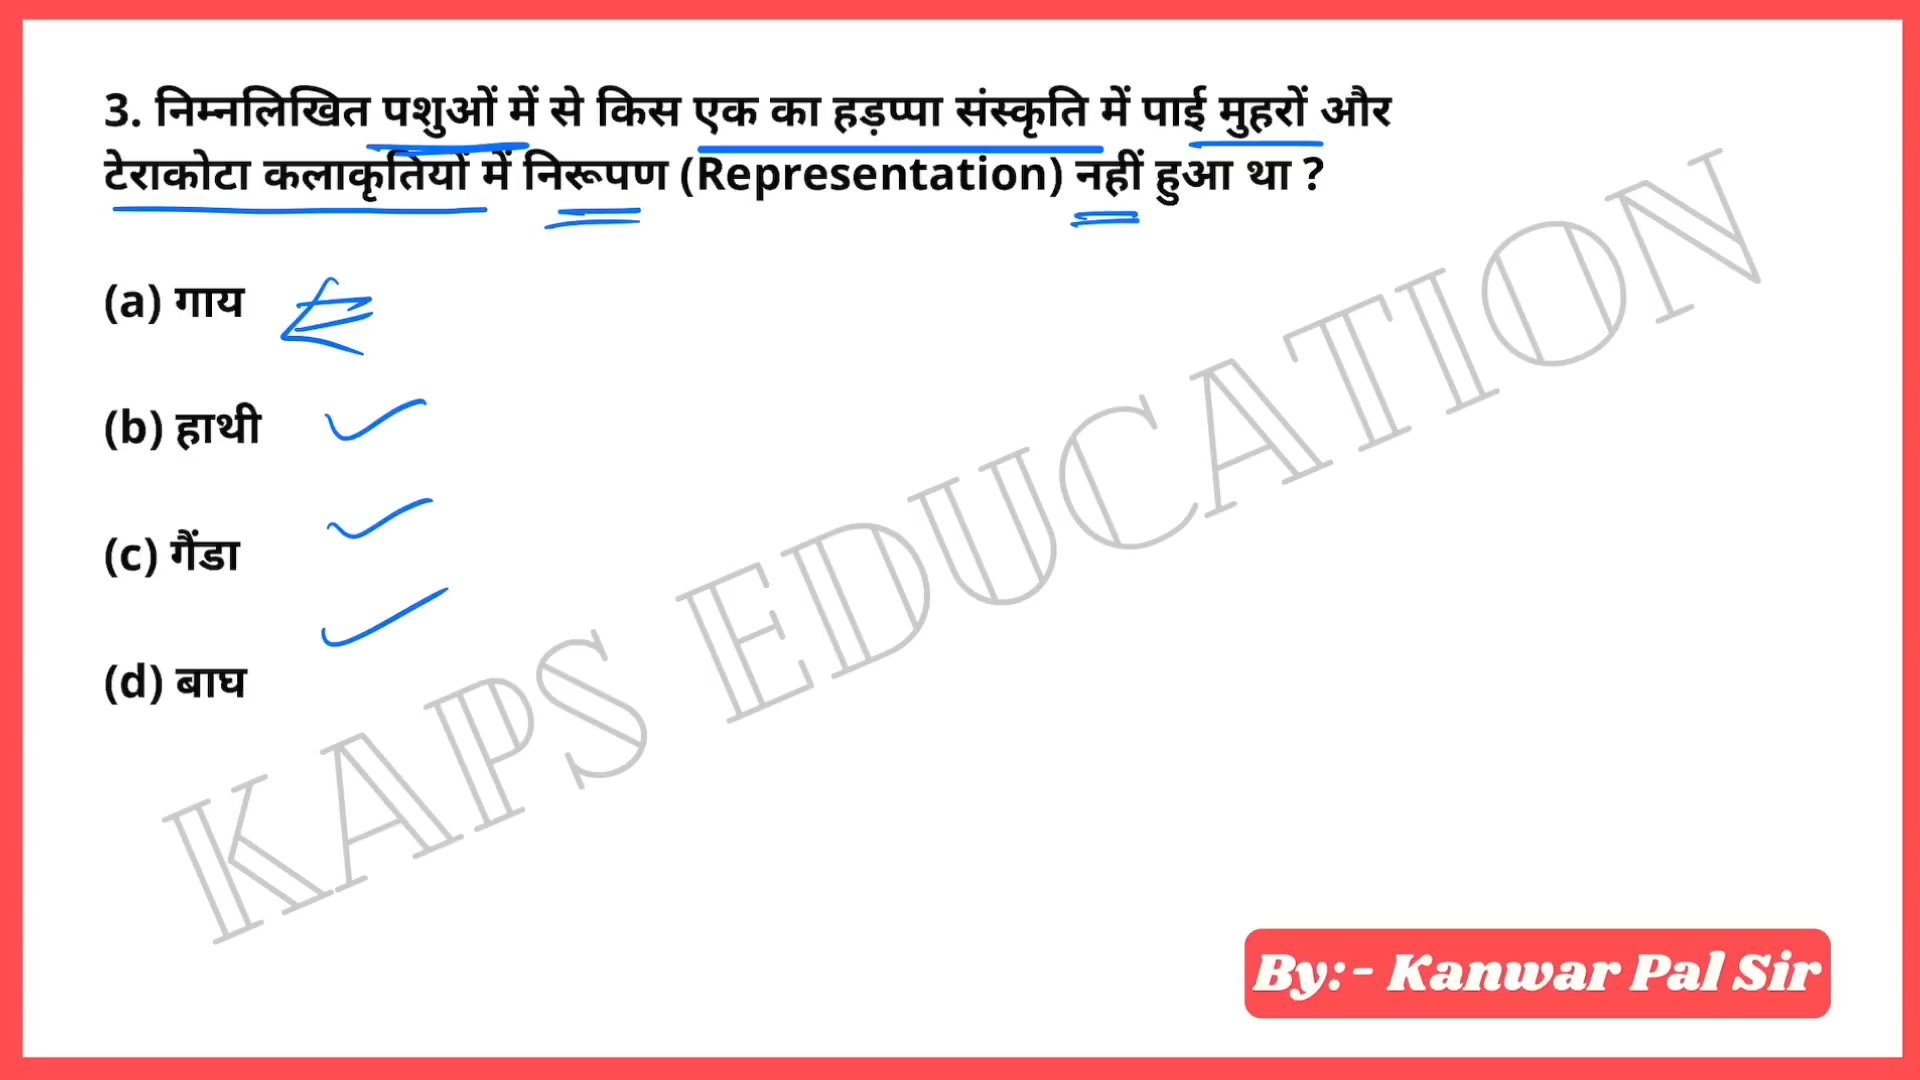 3. निम्नलिखित पशुओं में से किस एक का हड़प्पा संस्कृति में पाई मुहरों और
टेराकोटा कलाकृतियों में निरूपण (Representation) नहीं हुआ था ?
(a) गाय
(b) हाथी
(c) गैंडा
(d) बाघ
KAPS EDUCATION
By:- Kanwar Pal Sir